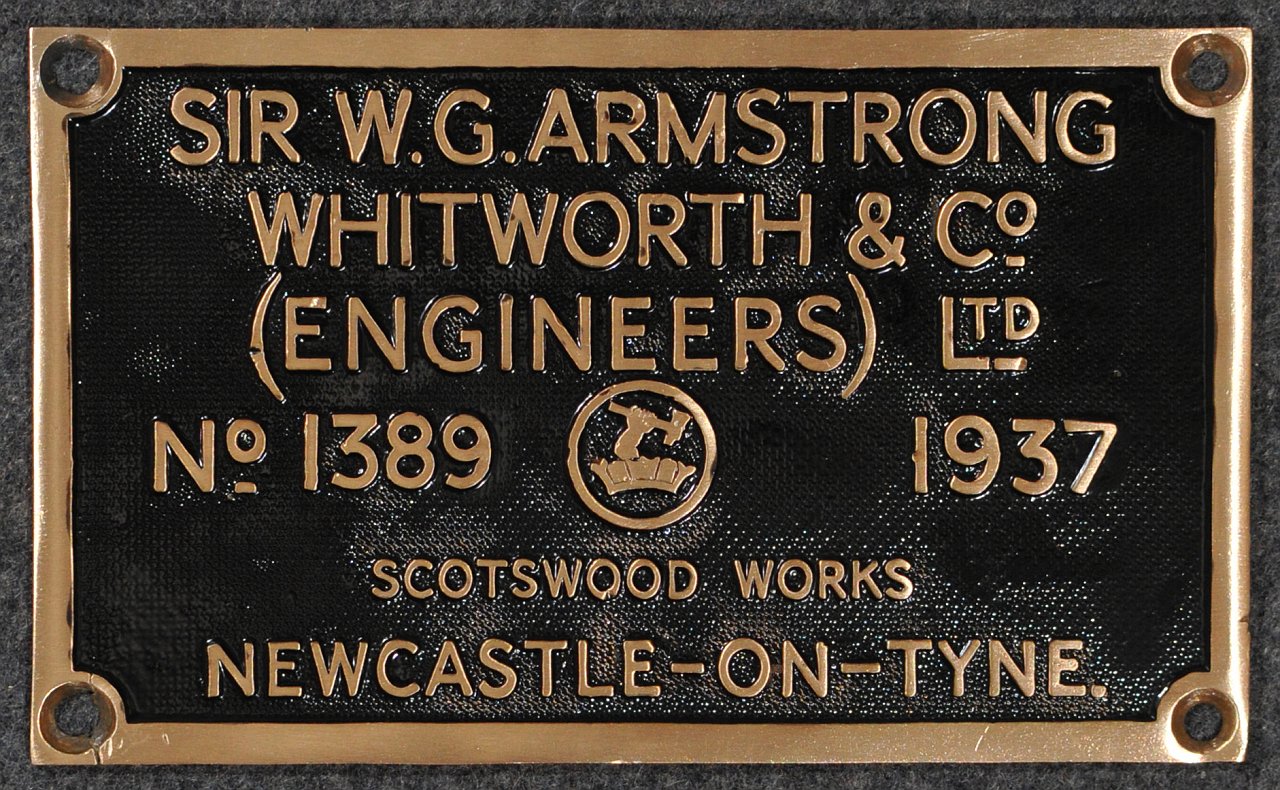 SIR W.G. ARMSTRONG
WHITWORTH & Cº
(ENGINEERS) LTD
Nº 1389 1937
SCOTSWOOD WORKS
NEWCASTLE-ON-TYNE.